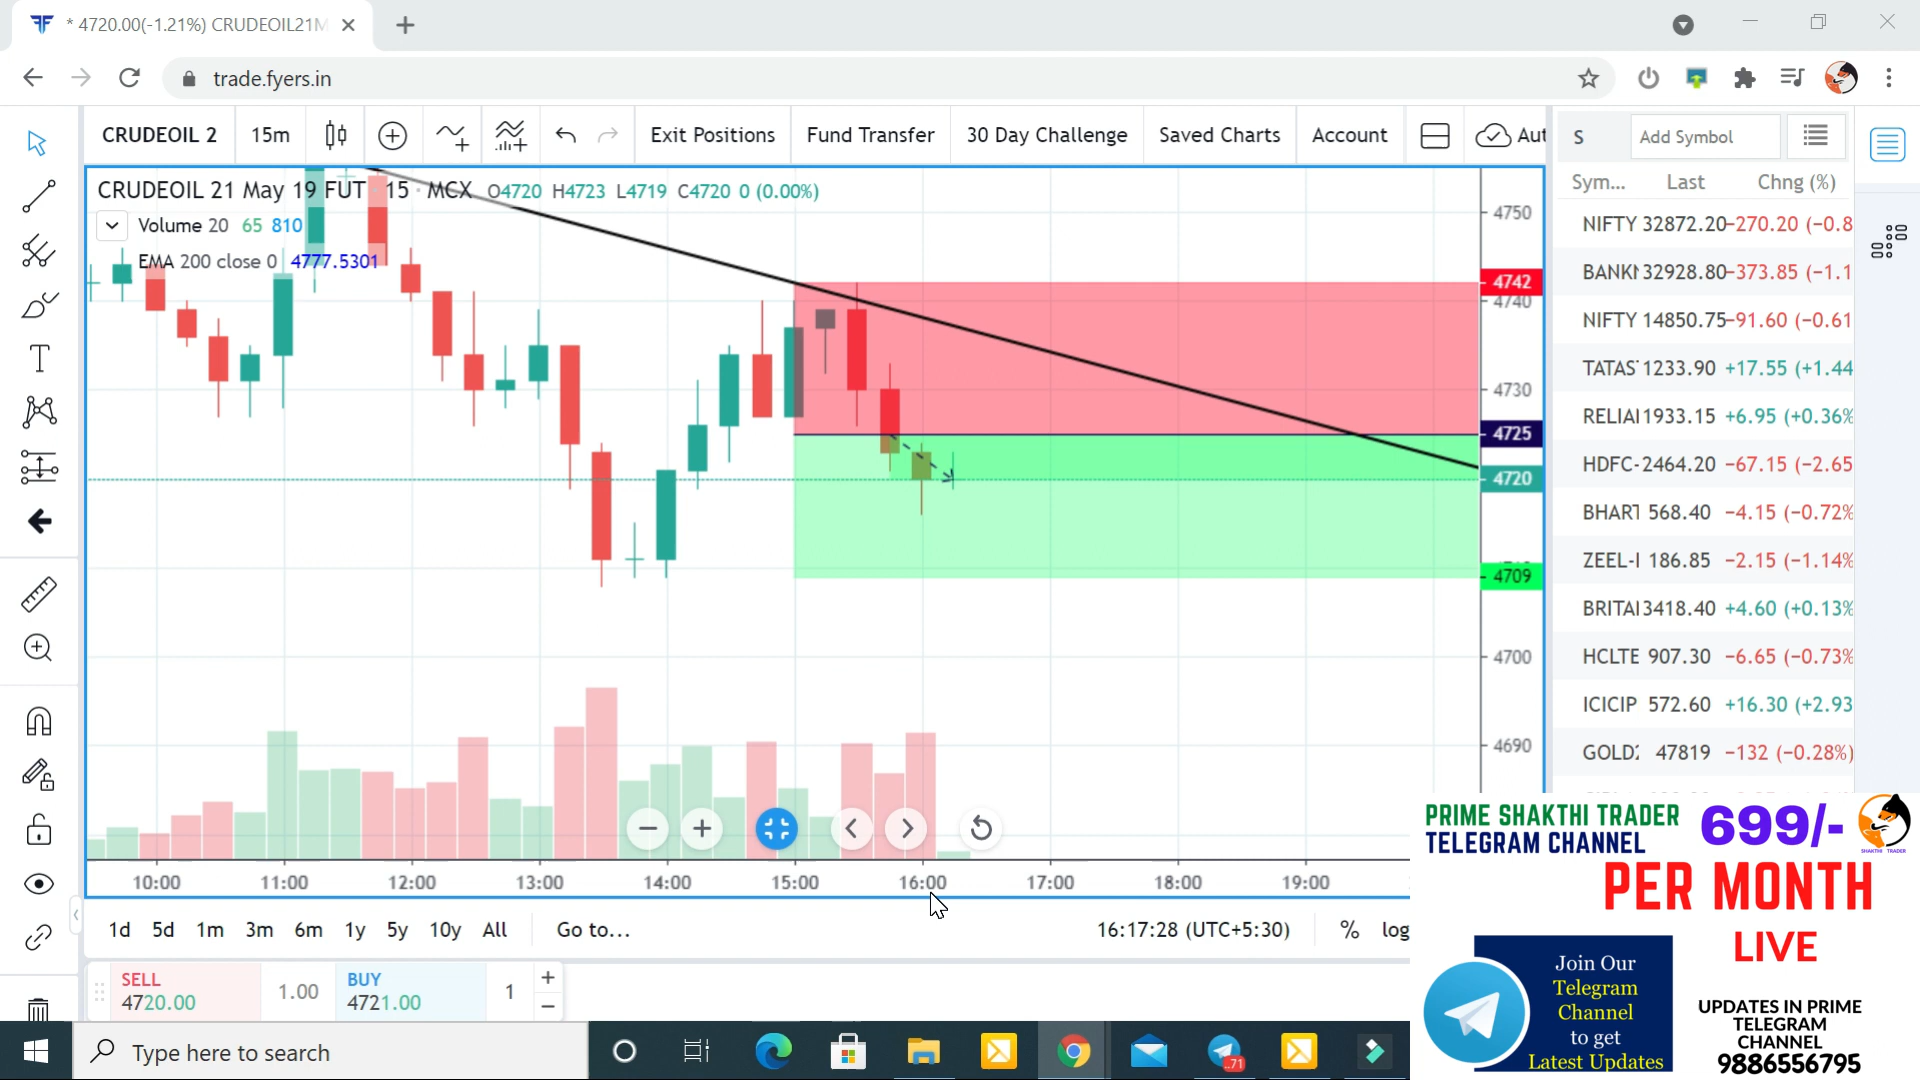 * 4720.00(-1.21%) CRUDEOIL21M
trade.fyers.in
CRUDEOIL 2
15m
Exit Positions
Fund Transfer
30 Day Challenge
Saved Charts
Account
Aut
S
Add Symbol
Sym...
Last
Chng (%)
CRUDEOIL 21 May 19 FUT · 15 · MCX O4720 H4723 L4719 C4720 0 (0.00%)
Volume 20 65 810
EMA 200 close 0 4777.5301
4750
4742
4740
4730
4725
4720
4709
4700
4690
NIFTY 32872.20 -270.20 (-0.8
BANKN 32928.80 -373.85 (-1.1
NIFTY 14850.75 -91.60 (-0.61
TATAS 1233.90 +17.55 (+1.44
RELIAI 1933.15 +6.95 (+0.36%
HDFC- 2464.20 -67.15 (-2.65
BHART 568.40 -4.15 (-0.72%
ZEEL-I 186.85 -2.15 (-1.14%
BRITAI 3418.40 +4.60 (+0.13%
HCLTE 907.30 -6.65 (-0.73%
ICICIP 572.60 +16.30 (+2.93
GOLD 47819 -132 (-0.28%)
10:00 11:00 12:00 13:00 14:00 15:00 16:00 17:00 18:00 19:00
1d 5d 1m 3m 6m 1y 5y 10y All
Go to...
16:17:28 (UTC+5:30)
%
log
SELL
4720.00
1.00
BUY
4721.00
1
PRIME SHAKTHI TRADER
TELEGRAM CHANNEL
699/-
SHAKTHI TRADER
PER MONTH
LIVE
Join Our
Telegram
Channel
to get
Latest Updates
UPDATES IN PRIME
TELEGRAM
CHANNEL
9886556795
Type here to search
..71